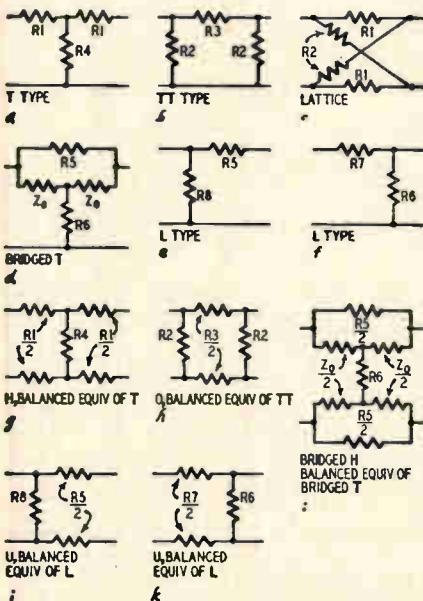 R1 R1
R4
T TYPE
a
R3
R2 R2
TT TYPE
b
R1
R2
R1
LATTICE
c
R5
Z0 Z0
R6
BRIDGED T
d
R5
R8
L TYPE
e
R7
R6
L TYPE
f
R1/2 R4 R1/2
H, BALANCED EQUIV OF T
g
R2 R3/2 R2
O, BALANCED EQUIV OF TT
h
R5/2
Z0/2 Z0/2
R6
R5/2
BRIDGED H
BALANCED EQUIV OF
BRIDGED T
i
R8 R5/2
U, BALANCED
EQUIV OF L
j
R7/2 R6
U, BALANCED
EQUIV OF L
k